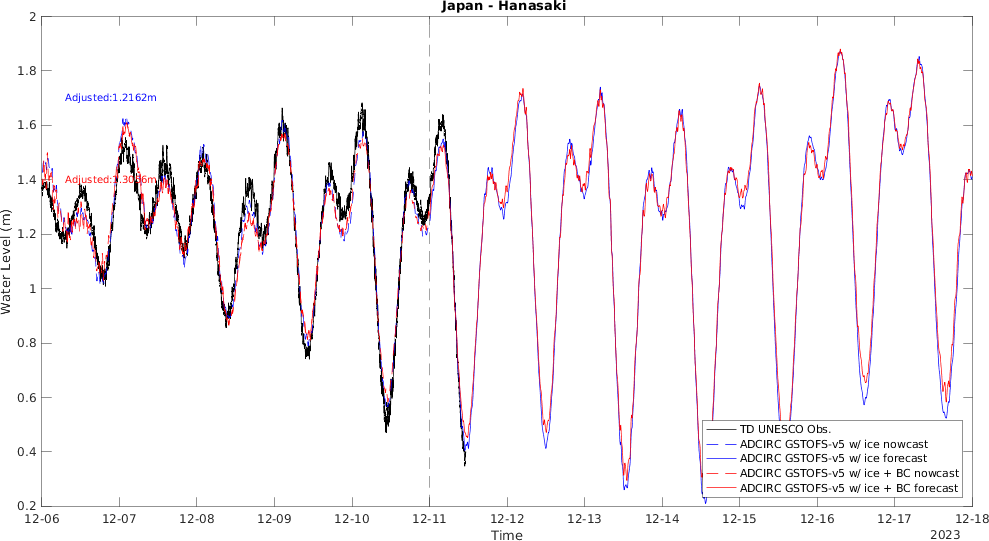 Japan - Hanasaki
2
1.8
1.6
1.4
1.2
1
0.8
0.6
0.4
0.2
Water Level (m)
Adjusted:1.2162m
TD UNESCO Obs.
ADCIRC GSTOFS-v5 w/ ice nowcast
ADCIRC GSTOFS-v5 w/ ice forecast
ADCIRC GSTOFS-v5 w/ ice + BC nowcast
ADCIRC GSTOFS-v5 w/ ice + BC forecast
12-06 12-07 12-08 12-09 12-10 12-11 12-12 12-13 12-14 12-15 12-16 12-17 12-18
Time
2023